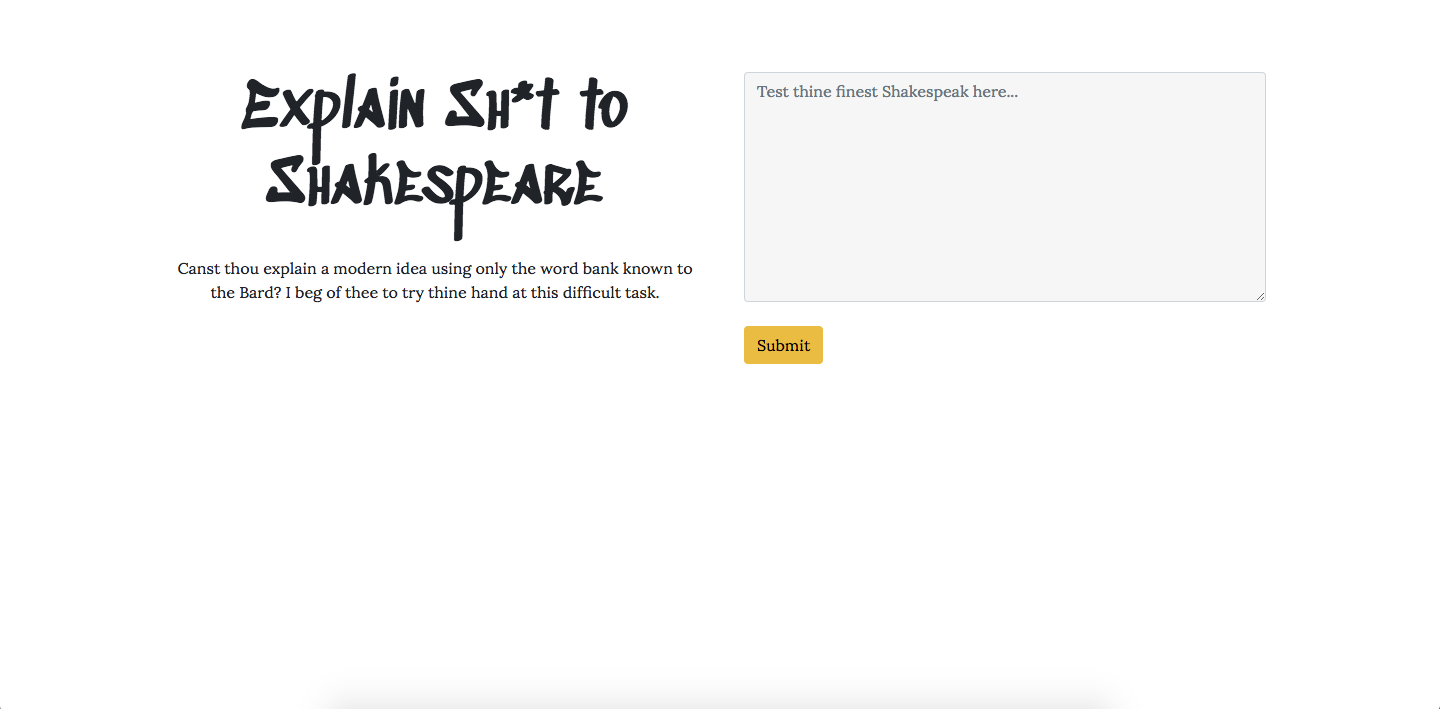 Explain Sh*t to
Shakespeare
Canst thou explain a modern idea using only the word bank known to
the Bard? I beg of thee to try thine hand at this difficult task.
Test thine finest Shakespeak here...
Submit